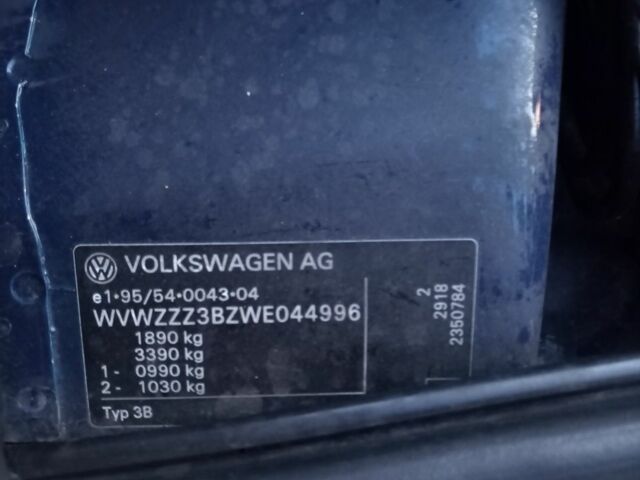 VOLKSWAGEN AG
e1•95/54•0043•04
WVWZZZ3BZWE044996
1890 kg
3390 kg
1- 0990 kg
2- 1030 kg
Typ 3B
2
2918
2350784